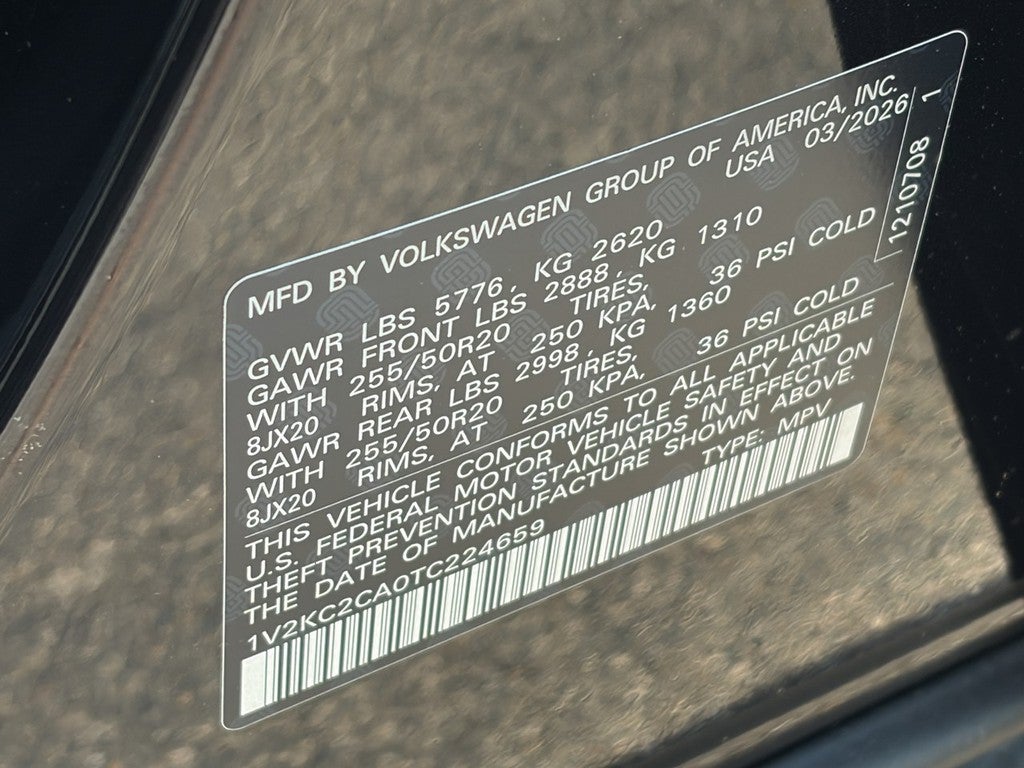 MFD BY VOLKSWAGEN GROUP OF AMERICA, INC.
USA 03/2026
GVWR LBS 5776, KG 2620
GAWR FRONT LBS 2888, KG 1310
WITH 255/50R20 TIRES,
8JX20 RIMS, AT 250 KPA, 36 PSI COLD
GAWR REAR LBS 2998, KG 1360
WITH 255/50R20 TIRES,
8JX20 RIMS, AT 250 KPA, 36 PSI COLD
THIS VEHICLE CONFORMS TO ALL APPLICABLE
U.S. FEDERAL MOTOR VEHICLE SAFETY AND
THEFT PREVENTION STANDARDS IN EFFECT ON
THE DATE OF MANUFACTURE SHOWN ABOVE.
1V2KC2CA0TC224659 TYPE: MPV
1210708 1